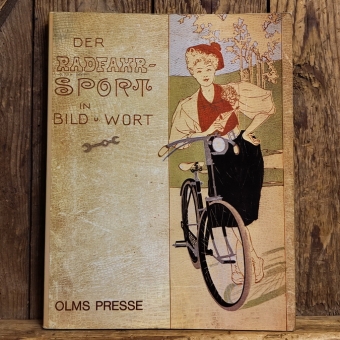 DER
RADFAHR-
SPORT
IN
BILD u WORT
OLMS PRESSE